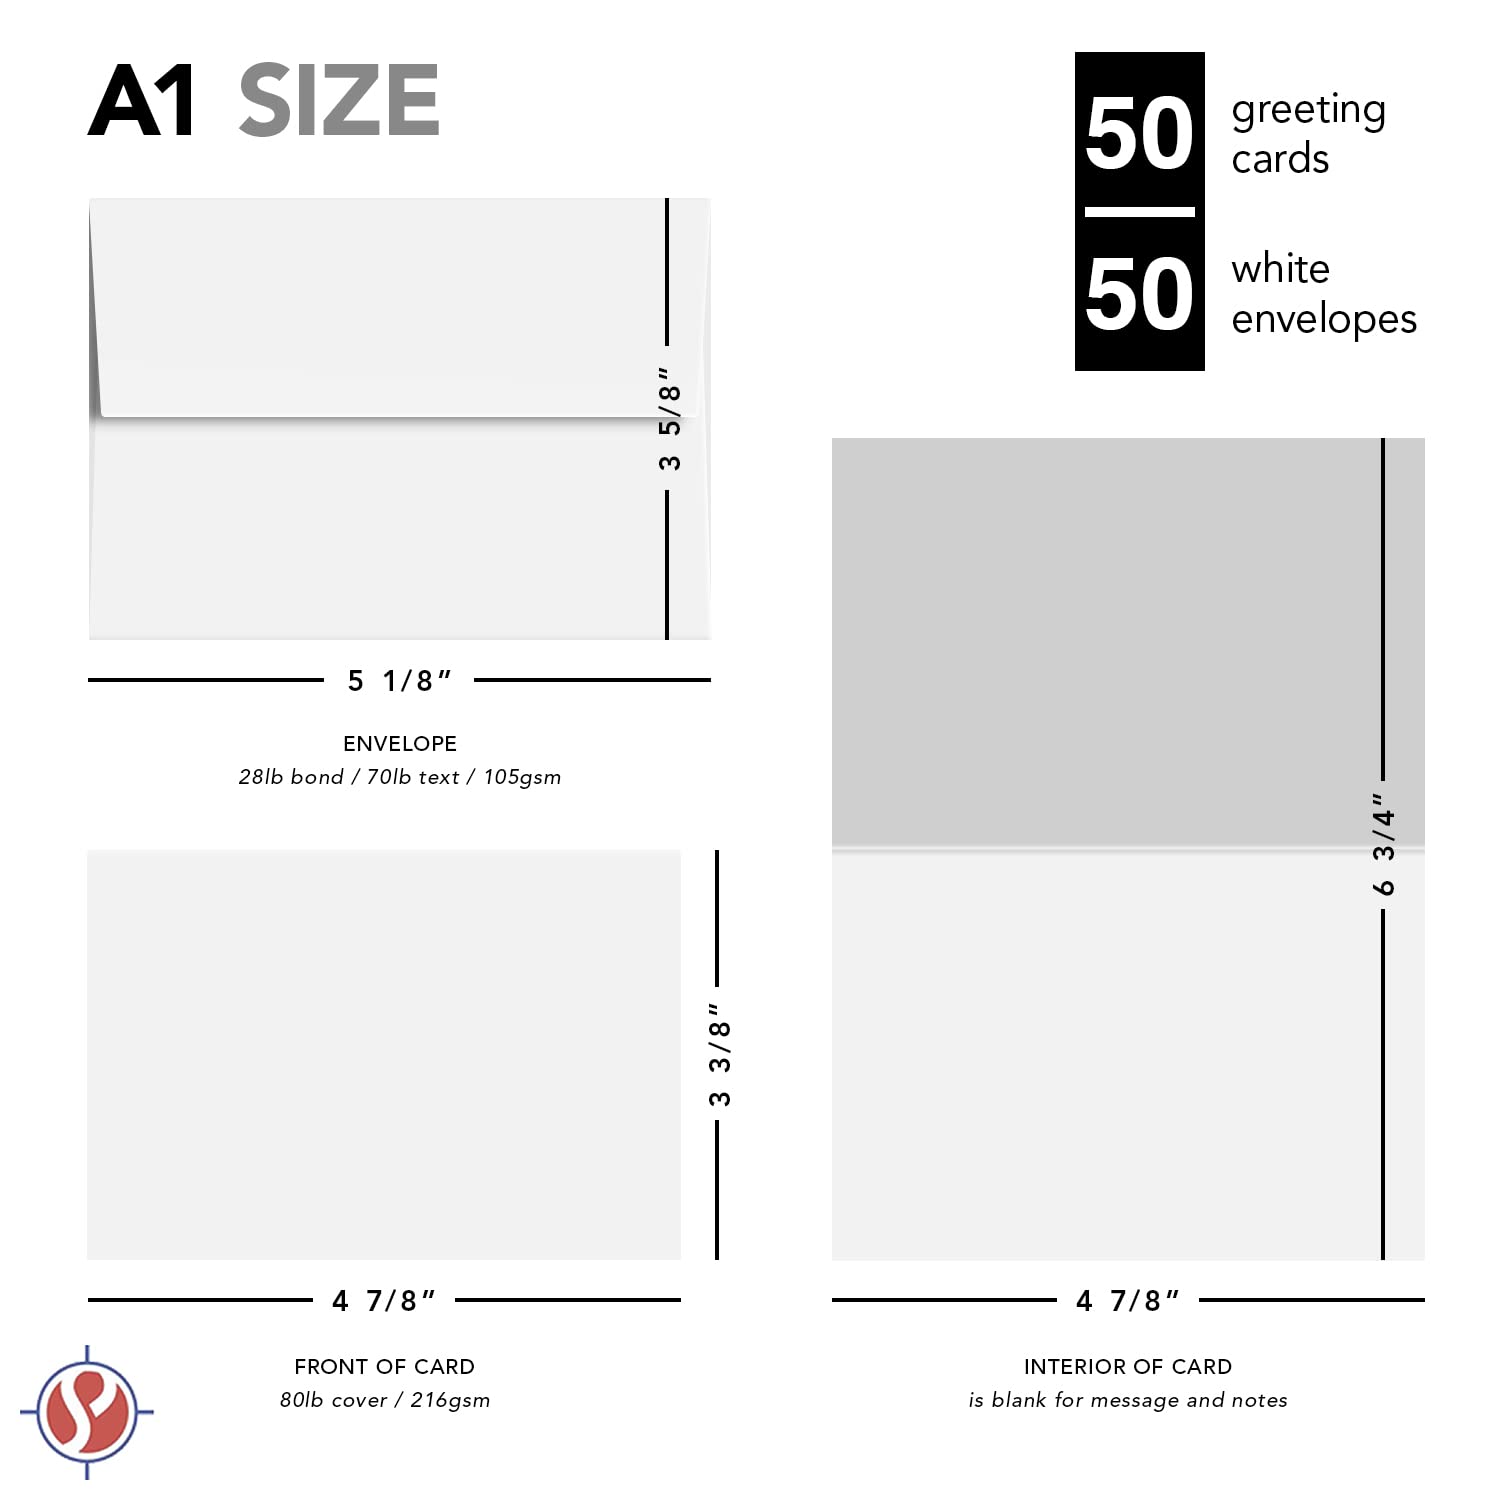 A1 SIZE
50 greeting
cards
50 white
envelopes
3 5/8”
5 1/8”
ENVELOPE
28lb bond / 70lb text / 105gsm
6 3/4”
3 3/8”
4 7/8”
4 7/8”
FRONT OF CARD
80lb cover / 216gsm
INTERIOR OF CARD
is blank for message and notes